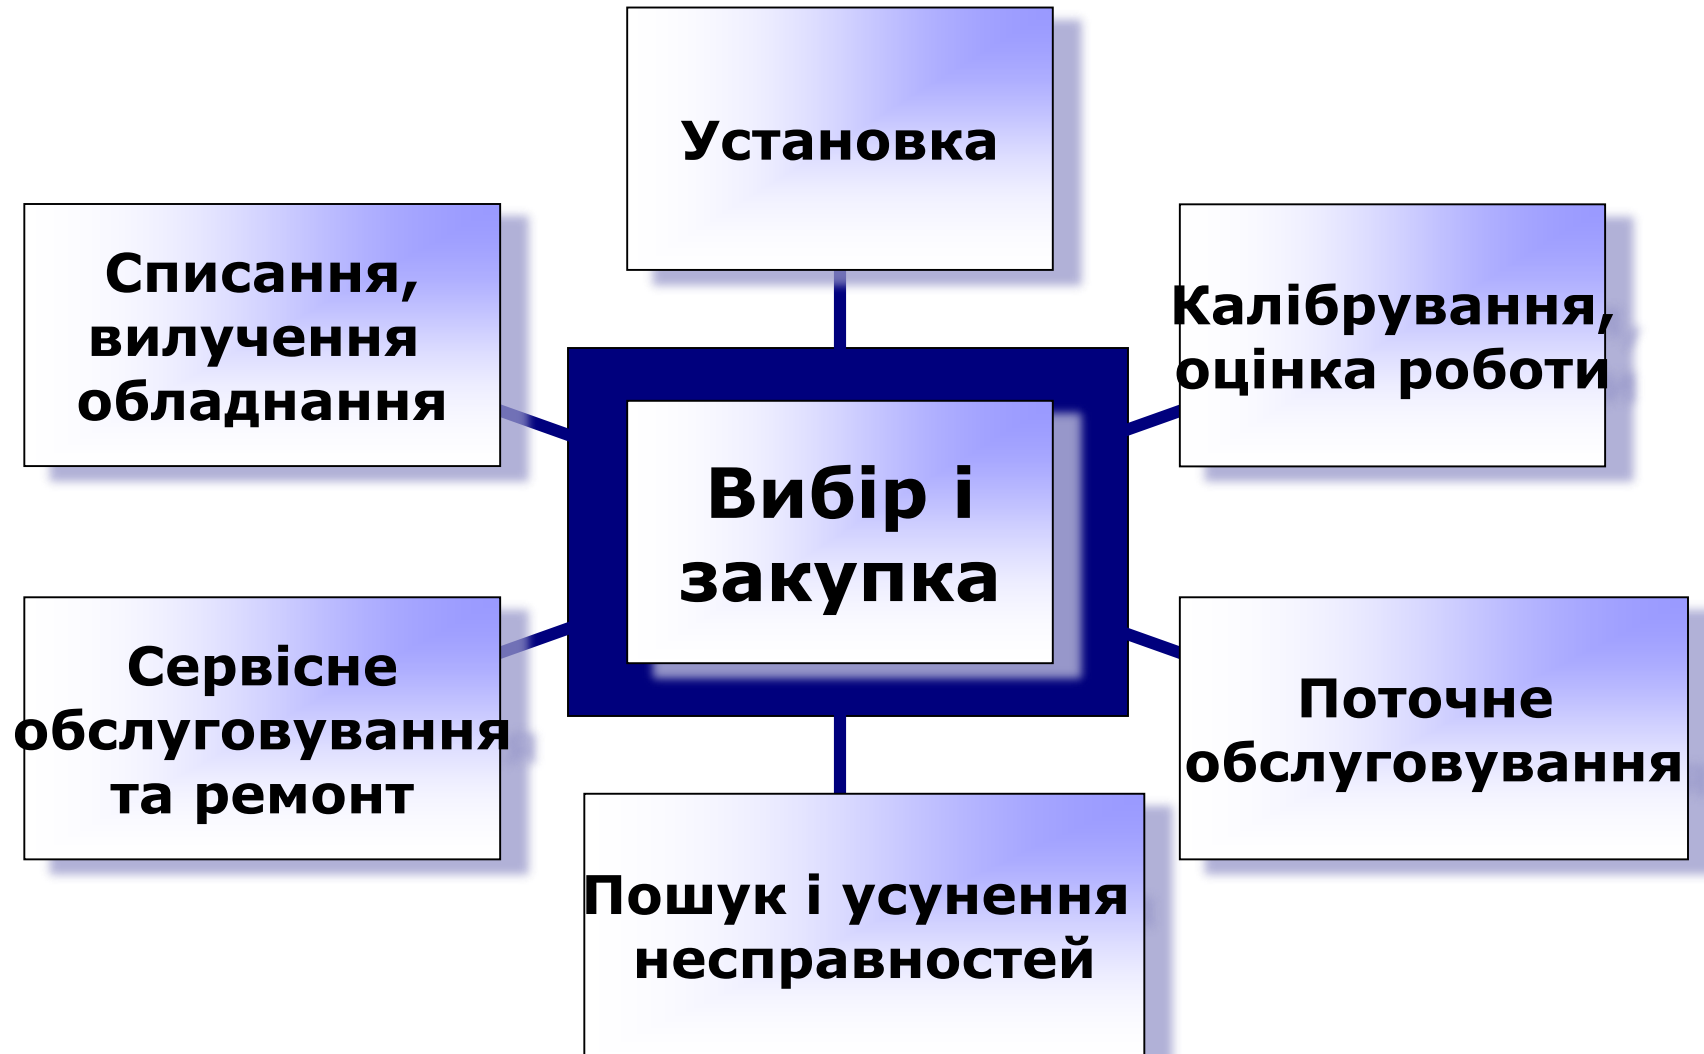 Установка
Списання,
вилучення
обладнання
Калібрування,
оцінка роботи
Вибір і
закупка
Сервісне
обслуговування
та ремонт
Поточне
обслуговування
Пошук і усунення
несправностей